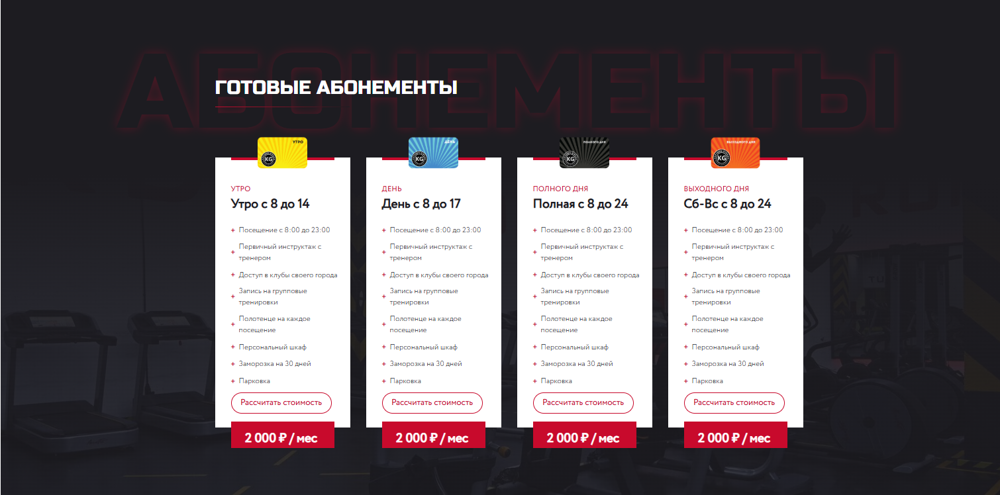 АБОНЕМЕНТЫ
ГОТОВЫЕ АБОНЕМЕНТЫ
УТРО
KG
УТРО
Утро с 8 до 14
+ Посещение с 8:00 до 23:00
+ Первичный инструктаж с
тренером
+ Доступ в клубы своего города
+ Запись на групповые
тренировки
+ Полотенце на каждое
посещение
+ Персональный шкаф
+ Заморозка на 30 дней
+ Парковка
Рассчитать стоимость
2 000 ₽ / мес
ДЕНЬ
KG
ДЕНЬ
День с 8 до 17
+ Посещение с 8:00 до 23:00
+ Первичный инструктаж с
тренером
+ Доступ в клубы своего города
+ Запись на групповые
тренировки
+ Полотенце на каждое
посещение
+ Персональный шкаф
+ Заморозка на 30 дней
+ Парковка
Рассчитать стоимость
2 000 ₽ / мес
ПОЛНОГО ДНЯ
KG
ПОЛНОГО ДНЯ
Полная с 8 до 24
+ Посещение с 8:00 до 23:00
+ Первичный инструктаж с
тренером
+ Доступ в клубы своего города
+ Запись на групповые
тренировки
+ Полотенце на каждое
посещение
+ Персональный шкаф
+ Заморозка на 30 дней
+ Парковка
Рассчитать стоимость
2 000 ₽ / мес
ВЫХОДНОГО ДНЯ
KG
ВЫХОДНОГО ДНЯ
Сб-Вс с 8 до 24
+ Посещение с 8:00 до 23:00
+ Первичный инструктаж с
тренером
+ Доступ в клубы своего города
+ Запись на групповые
тренировки
+ Полотенце на каждое
посещение
+ Персональный шкаф
+ Заморозка на 30 дней
+ Парковка
Рассчитать стоимость
2 000 ₽ / мес